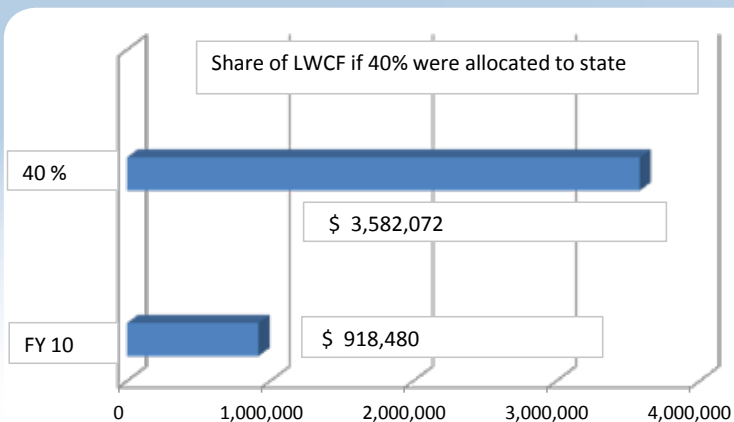 Share of LWCF if 40% were allocated to state
40 %
$ 3,582,072
FY 10
$ 918,480
0 1,000,000 2,000,000 3,000,000 4,000,000